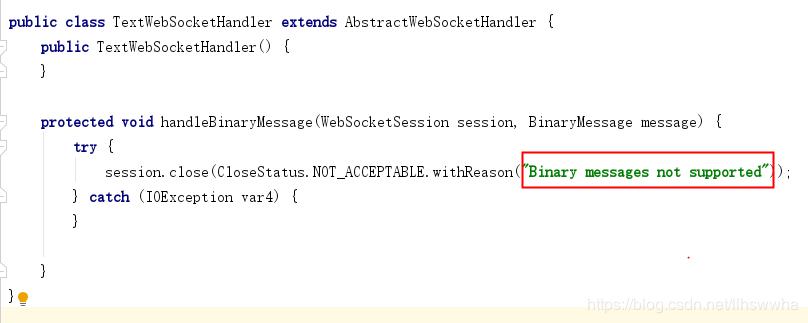 public class TextWebSocketHandler extends AbstractWebSocketHandler {
public TextWebSocketHandler() {
}
protected void handleBinaryMessage(WebSocketSession session, BinaryMessage message) {
try {
session.close(CloseStatus.NOT_ACCEPTABLE.withReason("Binary messages not supported"));
} catch (IOException var4) {
}
}
}
https://blog.csdn.net/lihswwha